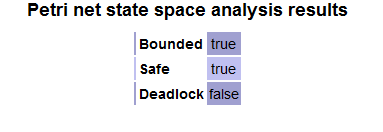 Petri net state space analysis results
Bounded true
Safe true
Deadlock false